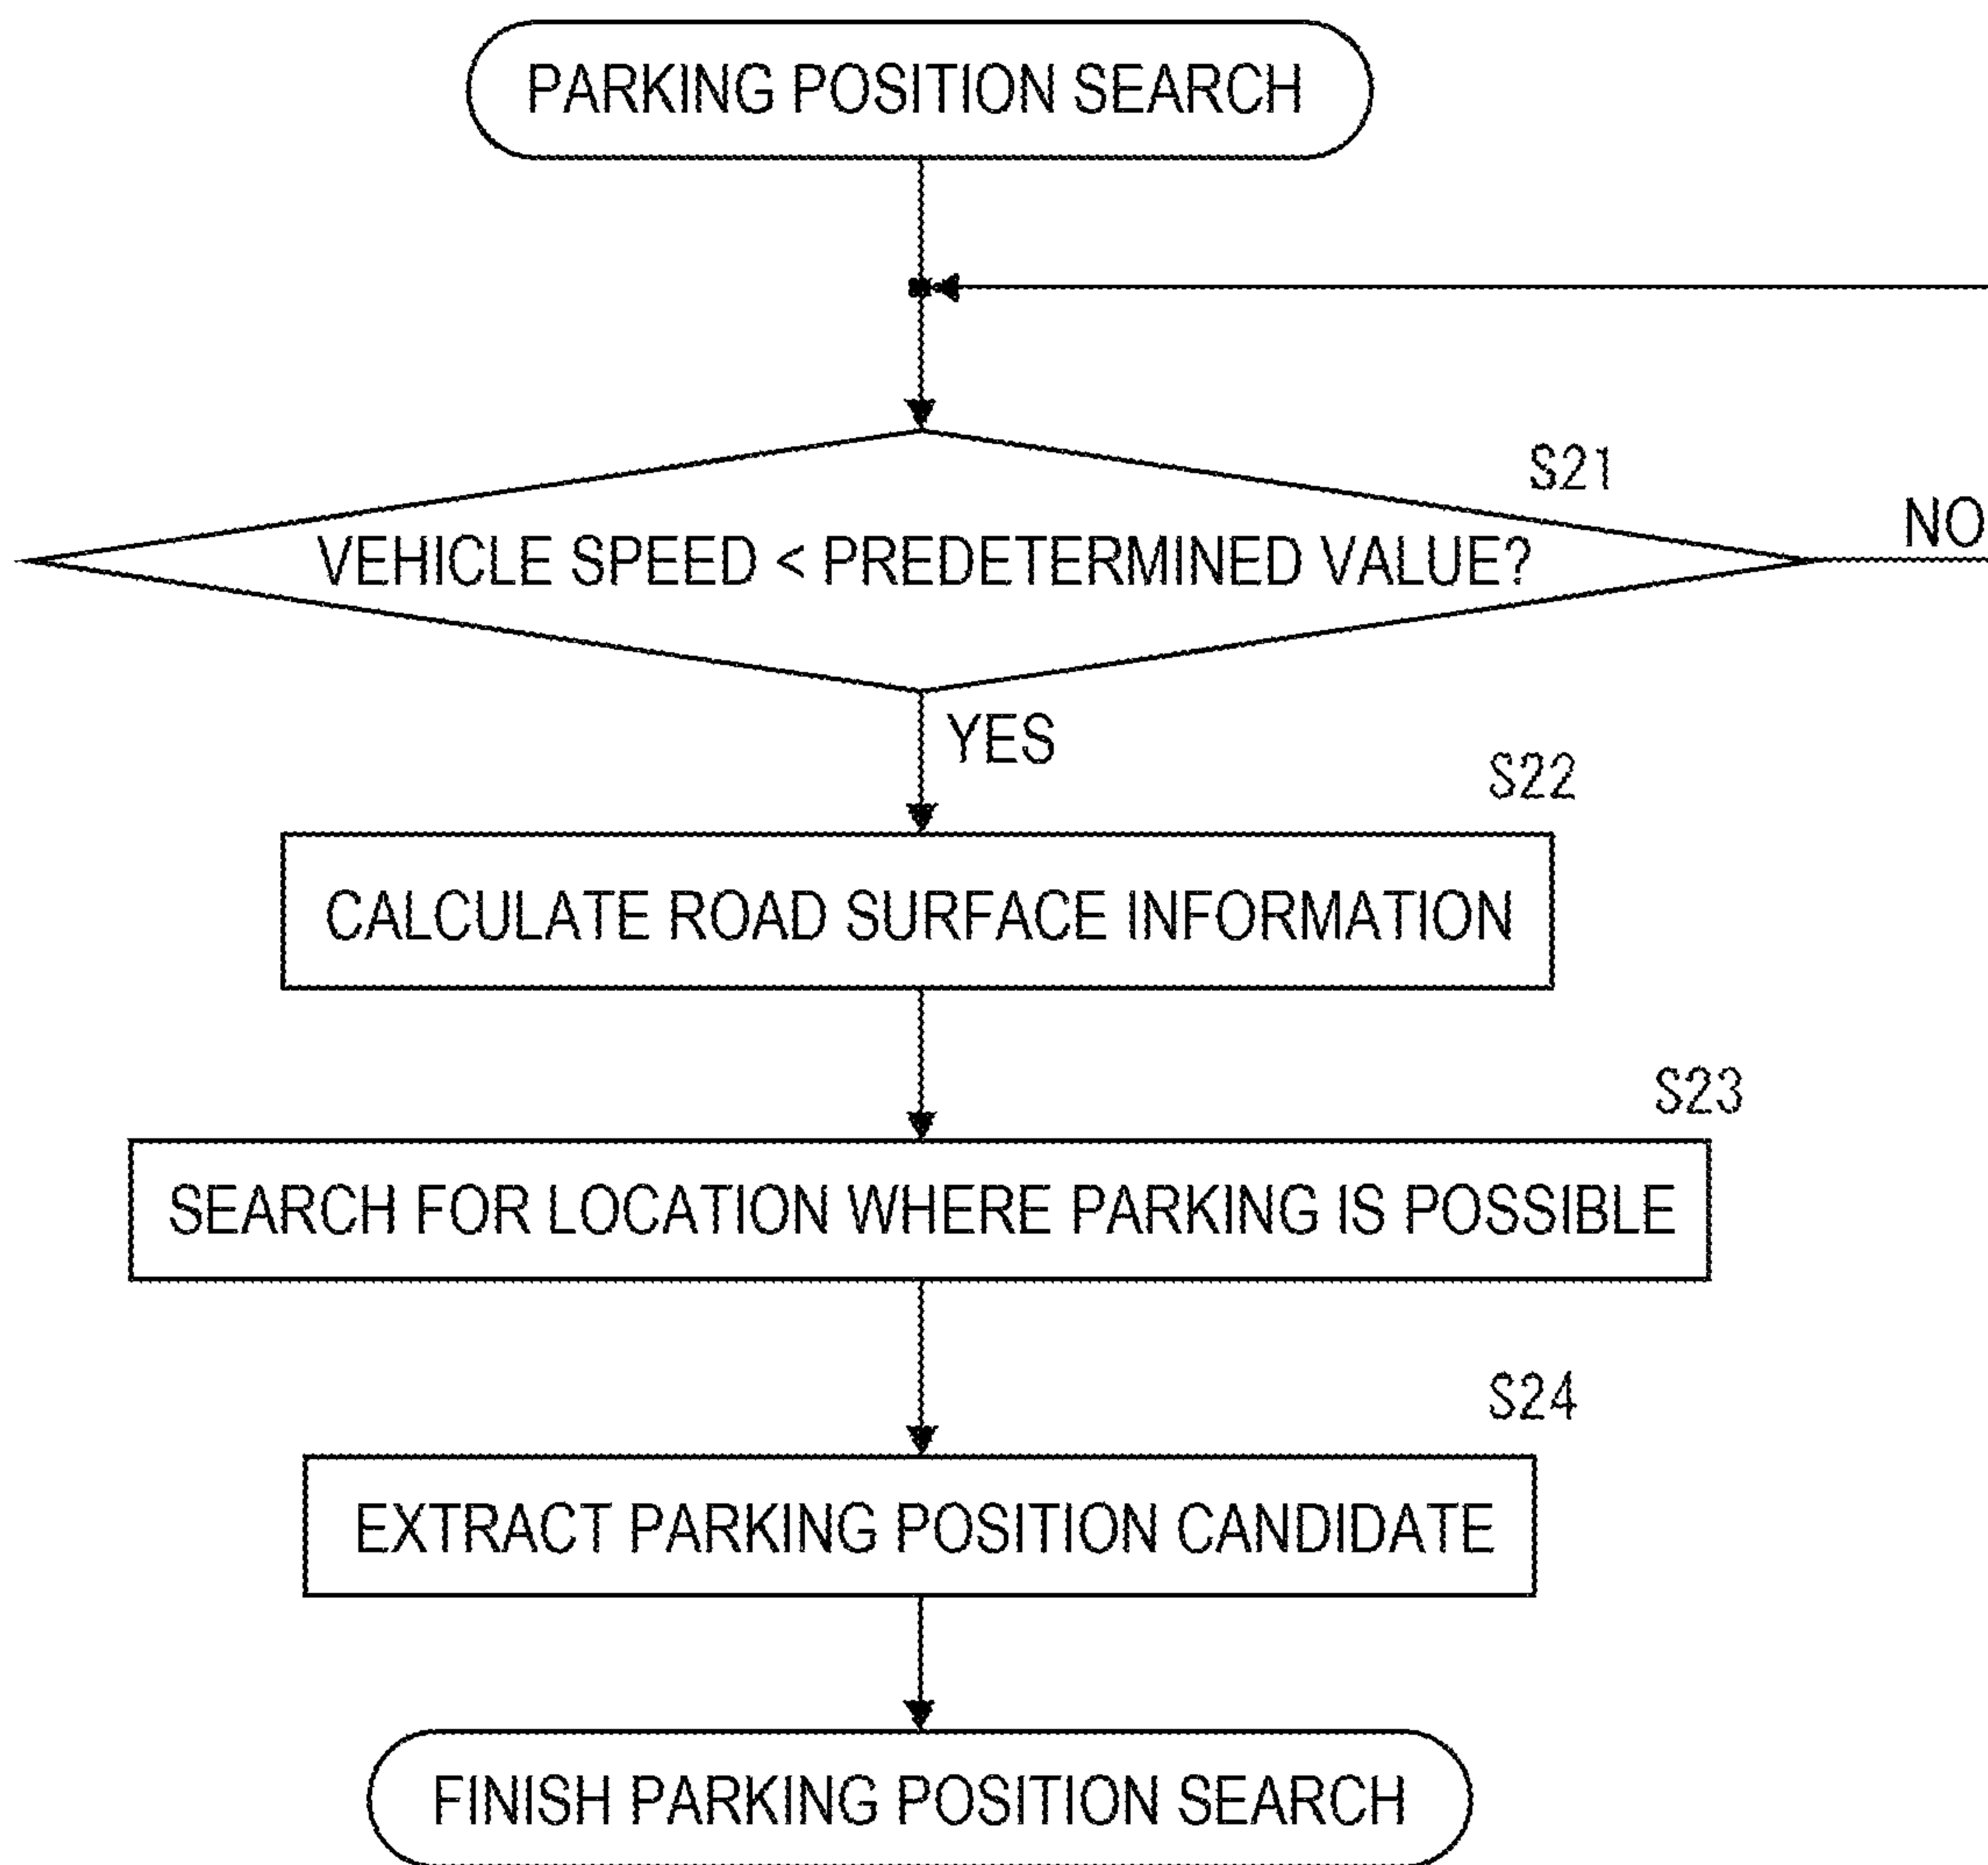 PARKING POSITION SEARCH
S21
NO
VEHICLE SPEED < PREDETERMINED VALUE?
YES
S22
CALCULATE ROAD SURFACE INFORMATION
S23
SEARCH FOR LOCATION WHERE PARKING IS POSSIBLE
S24
EXTRACT PARKING POSITION CANDIDATE
FINISH PARKING POSITION SEARCH